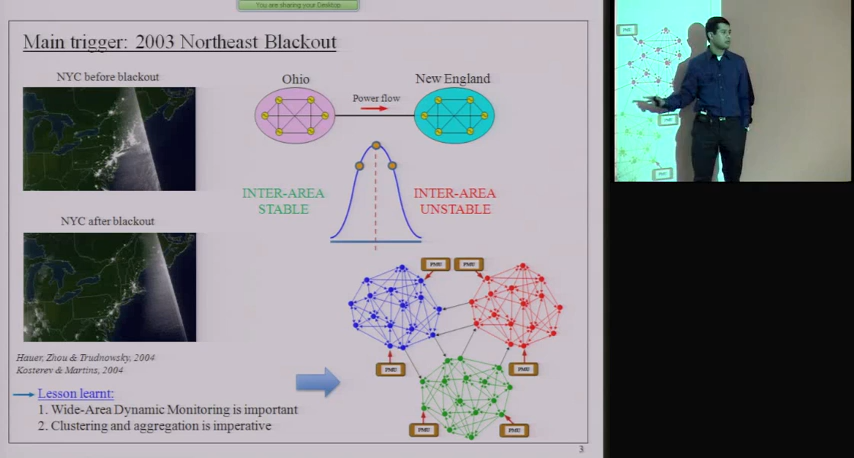 You are sharing your Desktop
Main trigger: 2003 Northeast Blackout
NYC before blackout
Ohio
New England
Power flow
INTER-AREA
STABLE
INTER-AREA
UNSTABLE
NYC after blackout
PMU
PMU
PMU
PMU
PMU
PMU
Hauer, Zhou & Trudnowsky, 2004
Kosterev & Martins, 2004
Lesson learnt:
1. Wide-Area Dynamic Monitoring is important
2. Clustering and aggregation is imperative
3
PMU
PMU
PMU